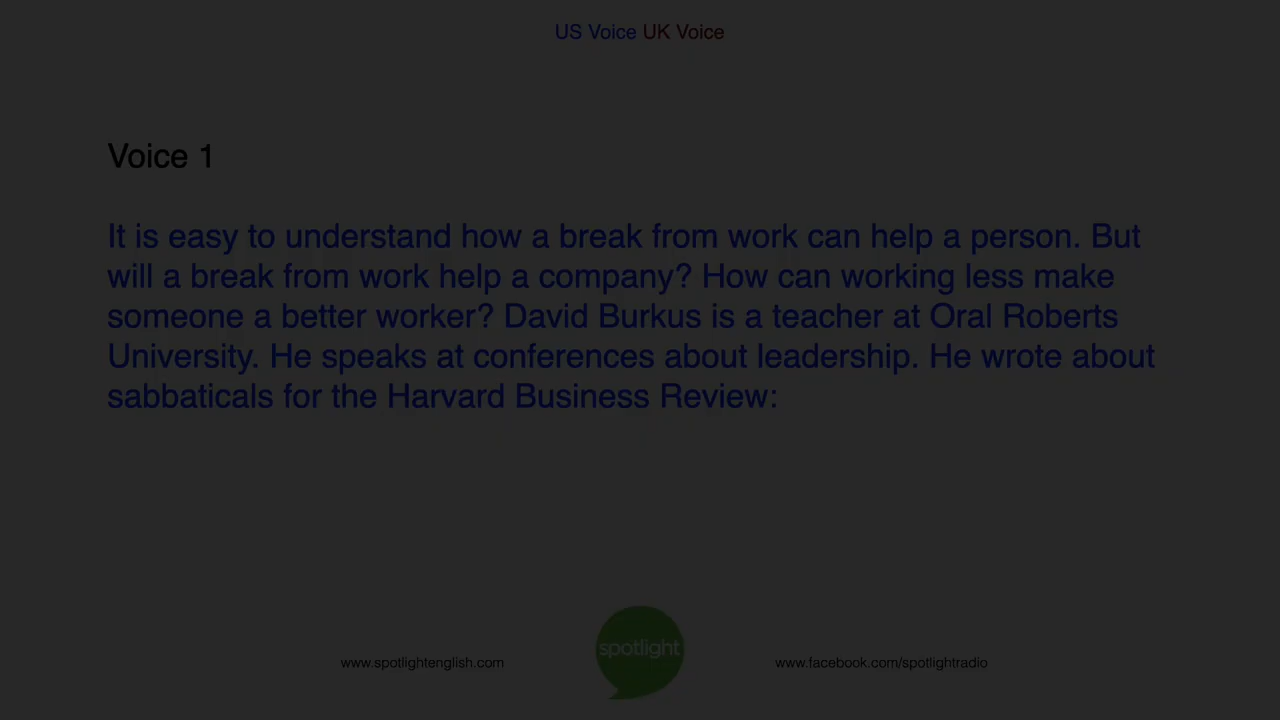 US Voice UK Voice
Voice 1
It is easy to understand how a break from work can help a person. But
will a break from work help a company? How can working less make
someone a better worker? David Burkus is a teacher at Oral Roberts
University. He speaks at conferences about leadership. He wrote about
sabbaticals for the Harvard Business Review:
spotlight
www.spotlightenglish.com
www.facebook.com/spotlightradio